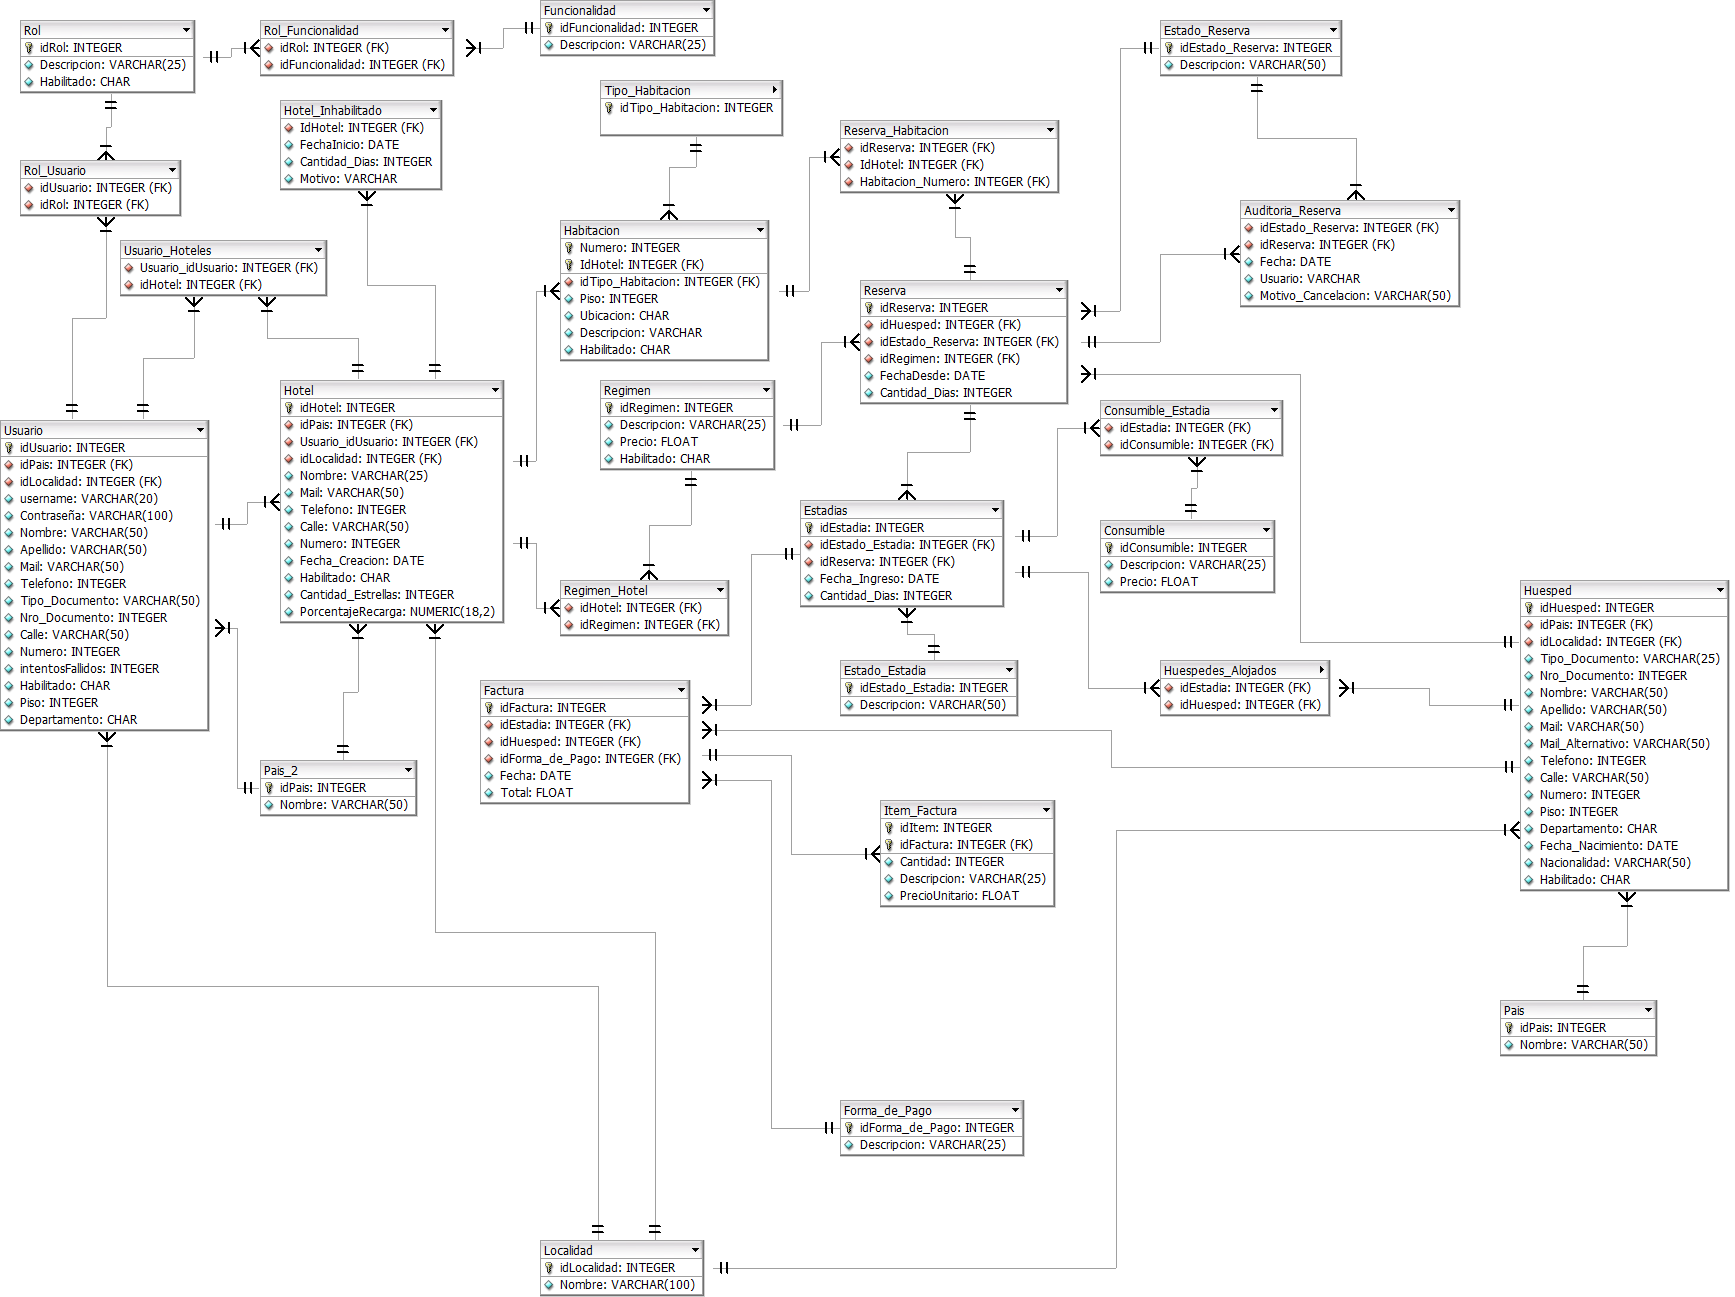 Rol
idRol: INTEGER
Descripcion: VARCHAR(25)
Habilitado: CHAR
Rol_Funcionalidad
idRol: INTEGER (FK)
idFuncionalidad: INTEGER (FK)
Funcionalidad
idFuncionalidad: INTEGER
Descripcion: VARCHAR(25)
Estado_Reserva
idEstado_Reserva: INTEGER
Descripcion: VARCHAR(50)
Hotel_Inhabilitado
IdHotel: INTEGER (FK)
FechaInicio: DATE
Cantidad_Dias: INTEGER
Motivo: VARCHAR
Tipo_Habitacion
idTipo_Habitacion: INTEGER
Reserva_Habitacion
idReserva: INTEGER (FK)
IdHotel: INTEGER (FK)
Habitacion_Numero: INTEGER (FK)
Rol_Usuario
idUsuario: INTEGER (FK)
idRol: INTEGER (FK)
Usuario_Hoteles
Usuario_idUsuario: INTEGER (FK)
idHotel: INTEGER (FK)
Habitacion
Numero: INTEGER
IdHotel: INTEGER (FK)
idTipo_Habitacion: INTEGER (FK)
Piso: INTEGER
Ubicacion: CHAR
Descripcion: VARCHAR
Habilitado: CHAR
Auditoria_Reserva
idEstado_Reserva: INTEGER (FK)
idReserva: INTEGER (FK)
Fecha: DATE
Usuario: VARCHAR
Motivo_Cancelacion: VARCHAR(50)
Reserva
idReserva: INTEGER
idHuesped: INTEGER (FK)
idEstado_Reserva: INTEGER (FK)
idRegimen: INTEGER (FK)
FechaDesde: DATE
Cantidad_Dias: INTEGER
Hotel
idHotel: INTEGER
idPais: INTEGER (FK)
Usuario_idUsuario: INTEGER (FK)
idLocalidad: INTEGER (FK)
Nombre: VARCHAR(25)
Mail: VARCHAR(50)
Telefono: INTEGER
Calle: VARCHAR(50)
Numero: INTEGER
Fecha_Creacion: DATE
Habilitado: CHAR
Cantidad_Estrellas: INTEGER
PorcentajeRecarga: NUMERIC(18,2)
Regimen
idRegimen: INTEGER
Descripcion: VARCHAR(25)
Precio: FLOAT
Habilitado: CHAR
Consumible_Estadia
idEstadia: INTEGER (FK)
idConsumible: INTEGER (FK)
Usuario
idUsuario: INTEGER
idPais: INTEGER (FK)
idLocalidad: INTEGER (FK)
username: VARCHAR(20)
Contraseña: VARCHAR(100)
Nombre: VARCHAR(50)
Apellido: VARCHAR(50)
Mail: VARCHAR(50)
Telefono: INTEGER
Tipo_Documento: VARCHAR(50)
Nro_Documento: INTEGER
Calle: VARCHAR(50)
Numero: INTEGER
intentosFallidos: INTEGER
Habilitado: CHAR
Piso: INTEGER
Departamento: CHAR
Estadias
idEstadia: INTEGER
idEstado_Estadia: INTEGER (FK)
idReserva: INTEGER (FK)
Fecha_Ingreso: DATE
Cantidad_Dias: INTEGER
Consumible
idConsumible: INTEGER
Descripcion: VARCHAR(25)
Precio: FLOAT
Regimen_Hotel
idHotel: INTEGER (FK)
idRegimen: INTEGER (FK)
Huesped
idHuesped: INTEGER
idPais: INTEGER (FK)
idLocalidad: INTEGER (FK)
Tipo_Documento: VARCHAR(25)
Nro_Documento: INTEGER
Nombre: VARCHAR(50)
Apellido: VARCHAR(50)
Mail: VARCHAR(50)
Mail_Alternativo: VARCHAR(50)
Telefono: INTEGER
Calle: VARCHAR(50)
Numero: INTEGER
Piso: INTEGER
Departamento: CHAR
Fecha_Nacimiento: DATE
Nacionalidad: VARCHAR(50)
Habilitado: CHAR
Estado_Estadia
idEstado_Estadia: INTEGER
Descripcion: VARCHAR(50)
Huespedes_Alojados
idEstadia: INTEGER (FK)
idHuesped: INTEGER (FK)
Factura
idFactura: INTEGER
idEstadia: INTEGER (FK)
idHuesped: INTEGER (FK)
idForma_de_Pago: INTEGER (FK)
Fecha: DATE
Total: FLOAT
Pais_2
idPais: INTEGER
Nombre: VARCHAR(50)
Item_Factura
idItem: INTEGER
idFactura: INTEGER (FK)
Cantidad: INTEGER
Descripcion: VARCHAR(25)
PrecioUnitario: FLOAT
Pais
idPais: INTEGER
Nombre: VARCHAR(50)
Forma_de_Pago
idForma_de_Pago: INTEGER
Descripcion: VARCHAR(25)
Localidad
idLocalidad: INTEGER
Nombre: VARCHAR(100)